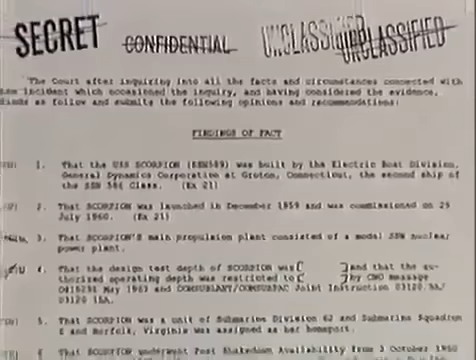 SECRET CONFIDENTIAL UNCLASSIFIED UNCLASSIFIED
The Court after inquiring into all the facts and circumstances connected with
incident which occasioned the inquiry, and having considered the evidence,
finds as follow and submits the following opinions and recommendations:
FINDINGS OF FACT
1. That the USS SCORPION (SSN589) was built by the Electric Boat Division,
General Dynamics Corporation at Groton, Connecticut, the second ship of
the SSN 588 Class. (Ex 21)
2. That SCORPION was launched in December 1959 and was commissioned on 29
July 1960. (Ex 21)
3. That SCORPION'S main propulsion plant consisted of a model S5W nuclear
power plant.
4. That the design test depth of SCORPION was [ ] and that the au-
thorized operating depth was restricted to [ ] by CNO message
May 1963 and COMSUBLANT/COMSUBPAC Joint Instruction
5. That SCORPION was a unit of Submarine Division 62 and Submarine Squadron
6 and Norfolk, Virginia was assigned as her homeport.
That SCORPION underwent Post Shakedown Availability from 3 October